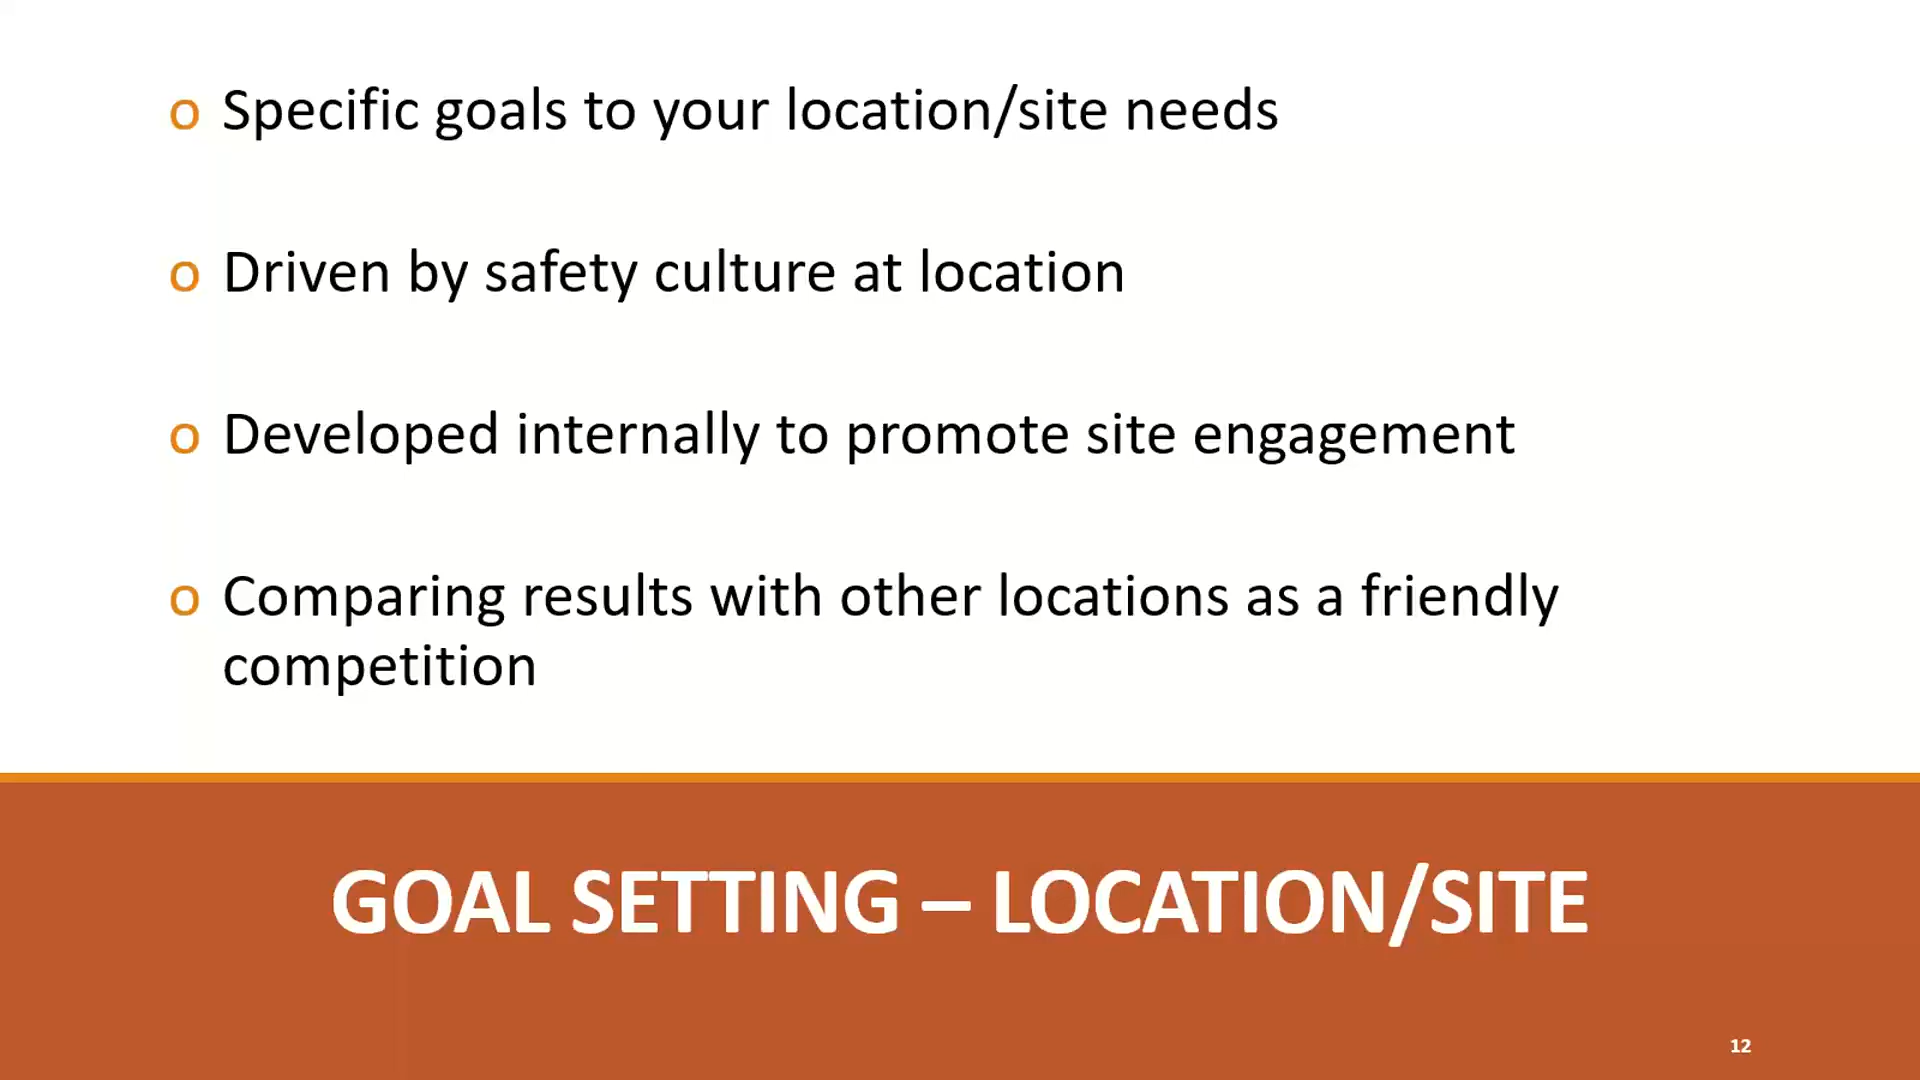 o Specific goals to your location/site needs
o Driven by safety culture at location
o Developed internally to promote site engagement
o Comparing results with other locations as a friendly
competition
GOAL SETTING – LOCATION/SITE
12